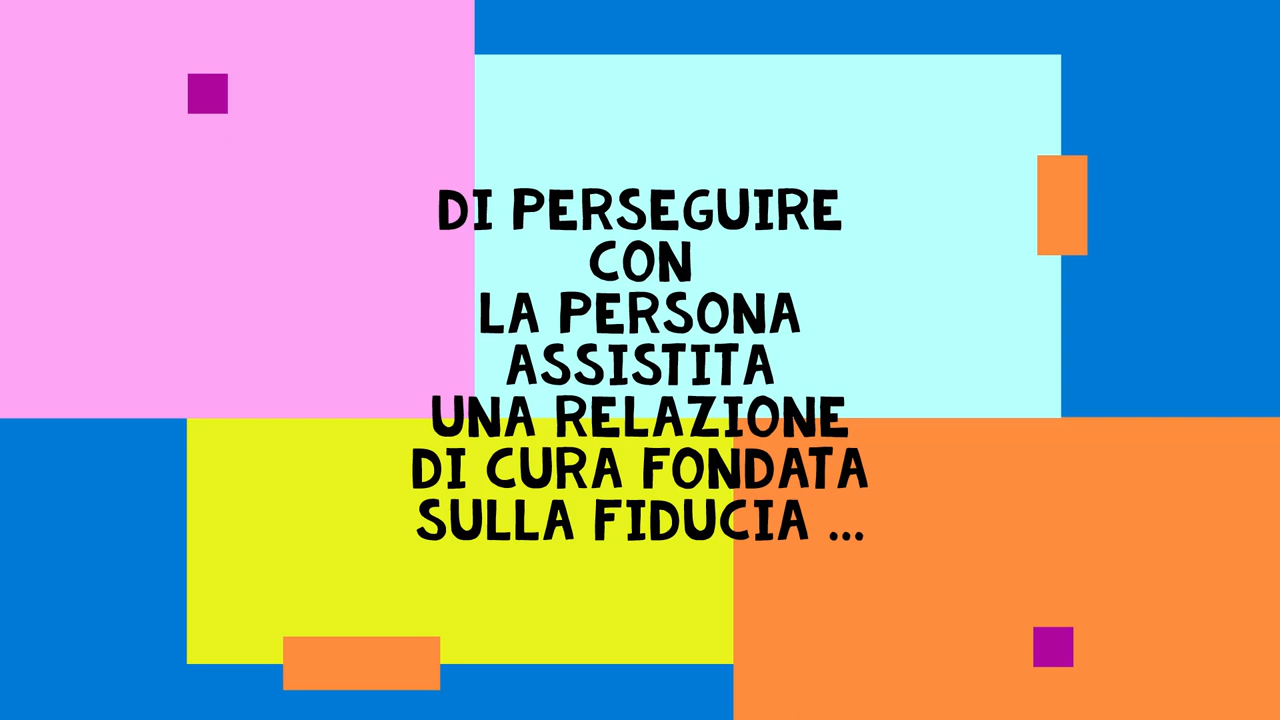 DI PERSEGUIRE
CON
LA PERSONA
ASSISTITA
UNA RELAZIONE
DI CURA FONDATA
SULLA FIDUCIA ...